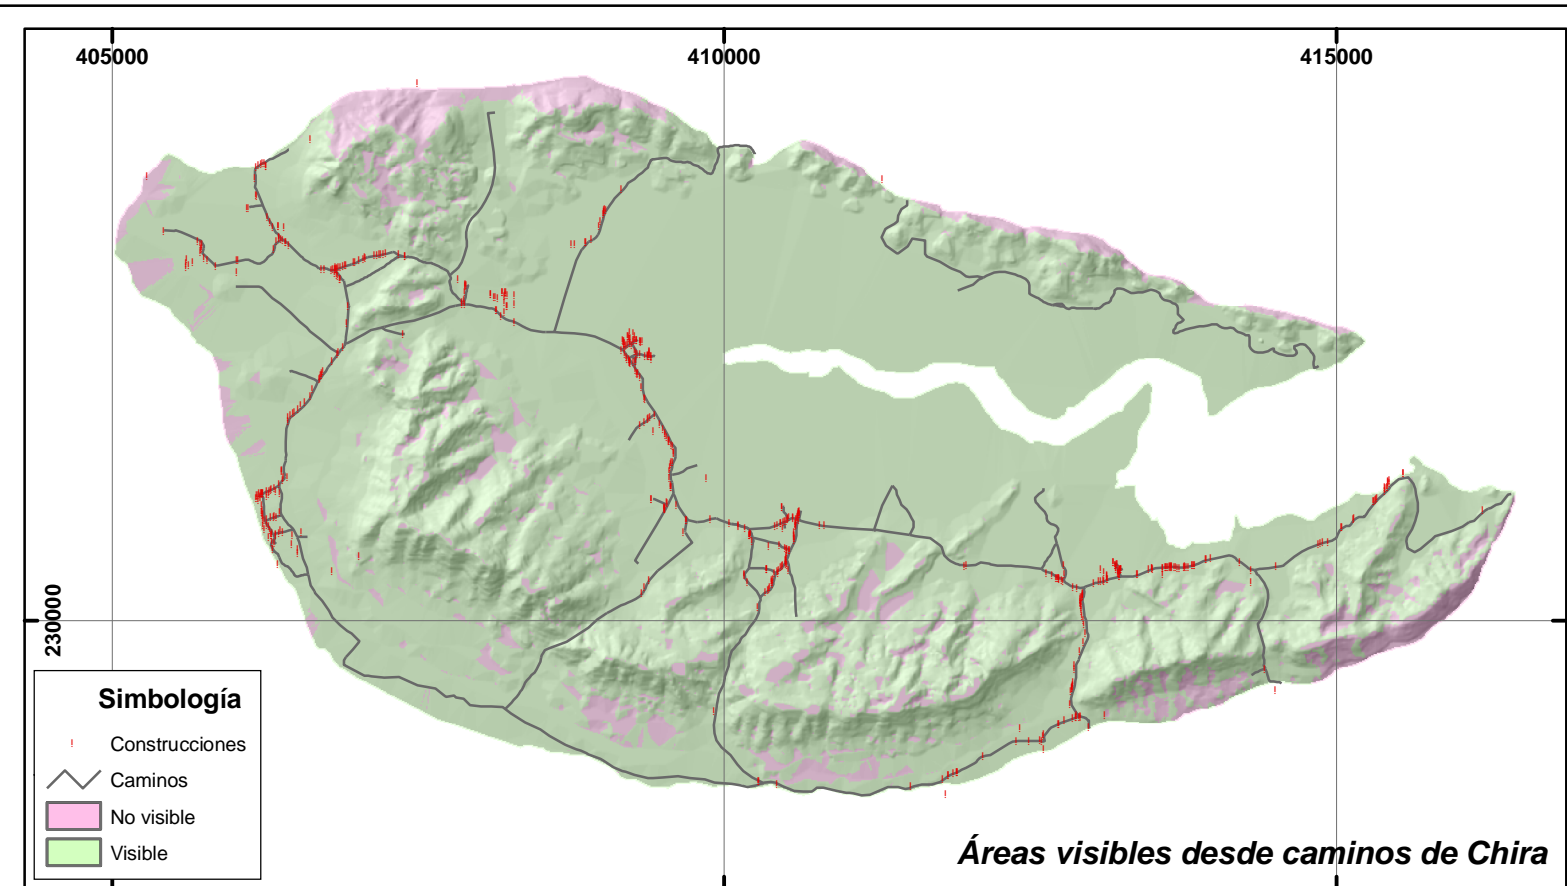 405000
410000
415000
230000
Simbología
Construcciones
Caminos
No visible
Visible
Áreas visibles desde caminos de Chira